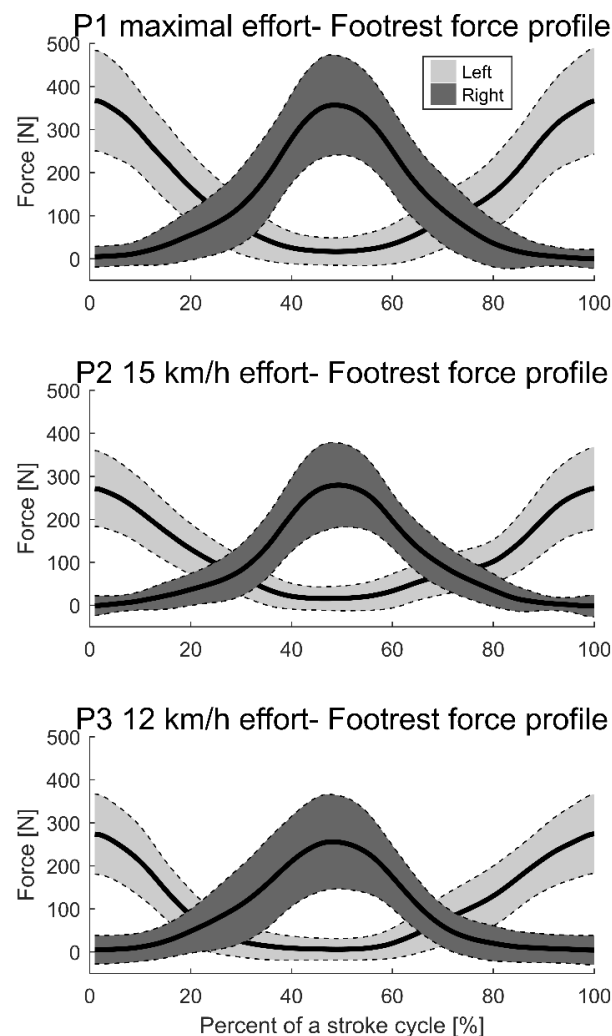 P1 maximal effort- Footrest force profile
500
400
300
200
100
0
Force [N]
Left
Right
0 20 40 60 80 100
P2 15 km/h effort- Footrest force profile
500
400
300
200
100
0
Force [N]
0 20 40 60 80 100
P3 12 km/h effort- Footrest force profile
500
400
300
200
100
0
Force [N]
0 20 40 60 80 100
Percent of a stroke cycle [%]